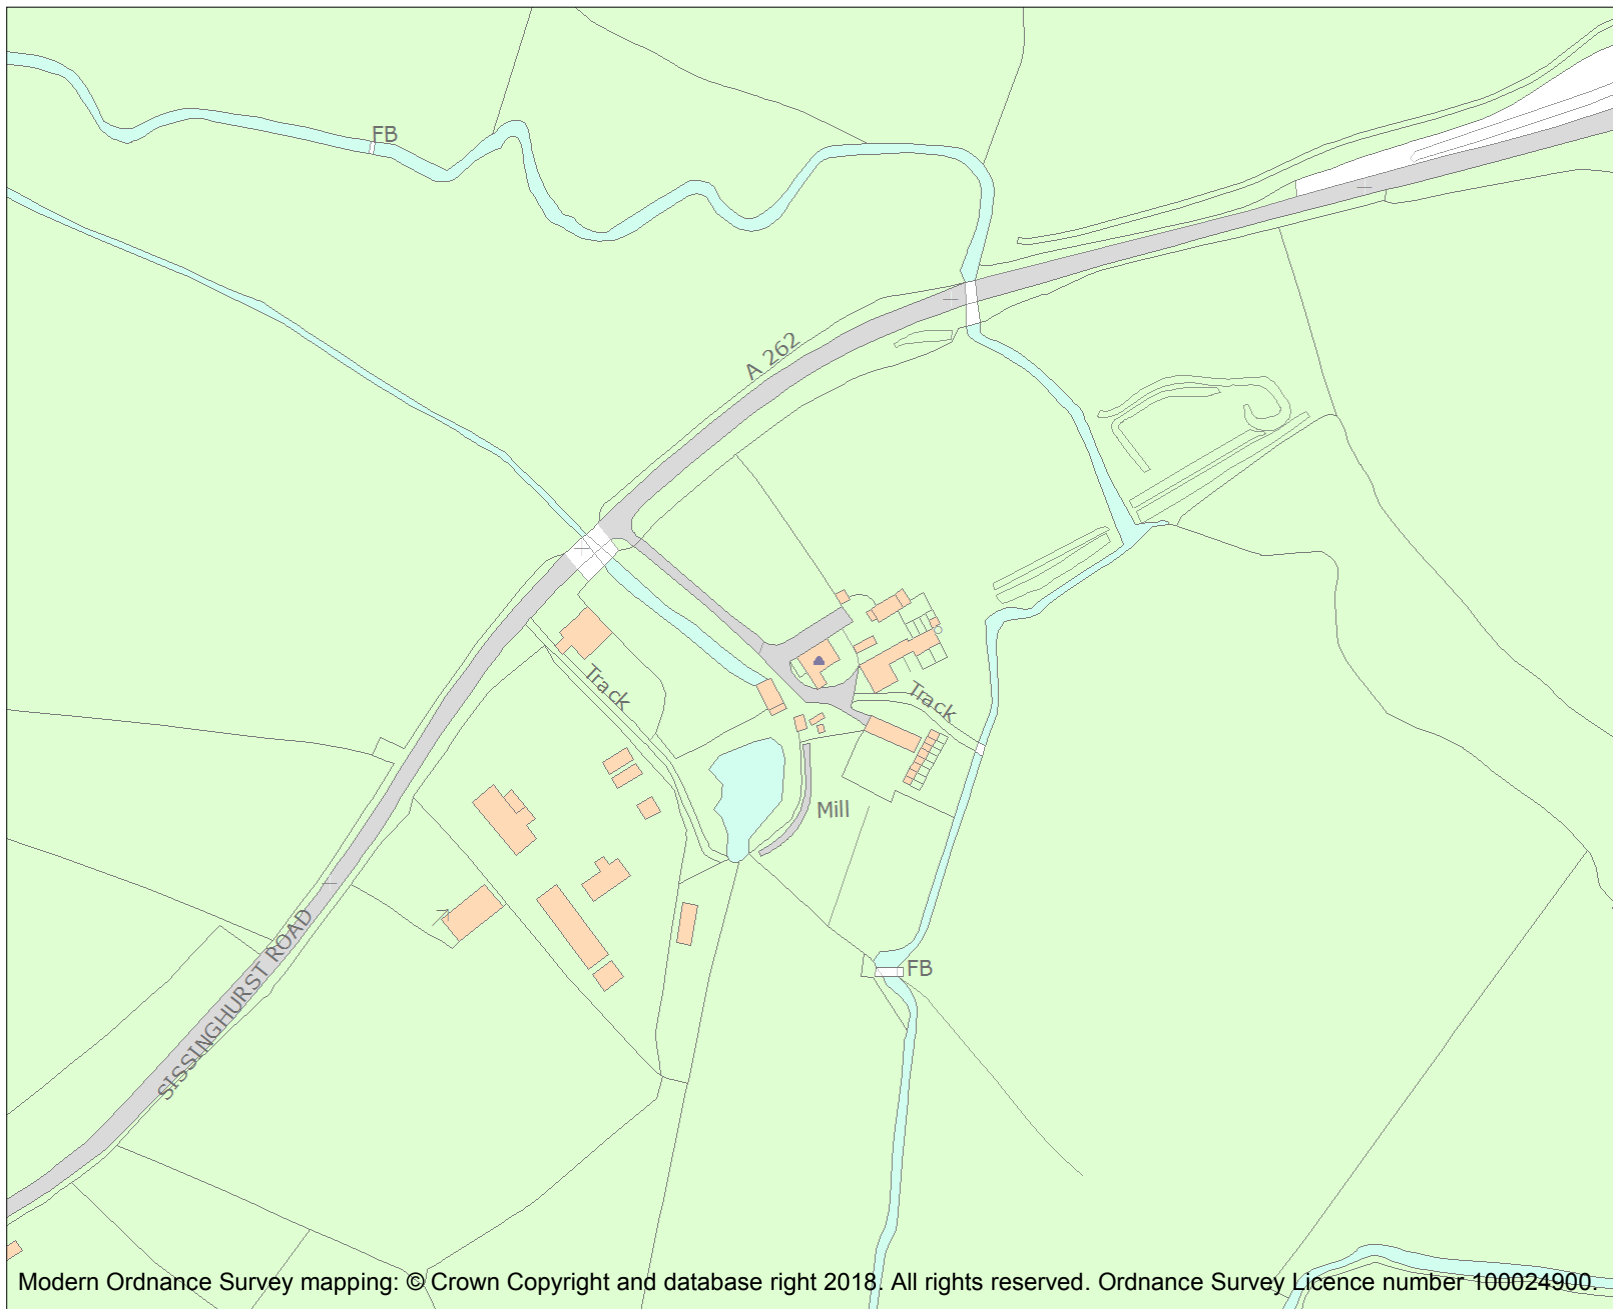 FB
A 262
Track
Track
Mill
SISSINGHURST ROAD
FB
Modern Ordnance Survey mapping: © Crown Copyright and database right 2018. All rights reserved. Ordnance Survey Licence number 100024900.